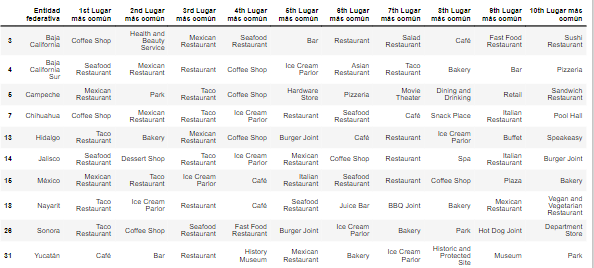 Entidad federativa | 1st Lugar más común | 2nd Lugar más común | 3rd Lugar más común | 4th Lugar más común | 5th Lugar más común | 6th Lugar más común | 7th Lugar más común | 8th Lugar más común | 9th Lugar más común | 10th Lugar más común
3 | Baja California | Coffee Shop | Health and Beauty Service | Mexican Restaurant | Seafood Restaurant | Bar | Restaurant | Salad Restaurant | Café | Fast Food Restaurant | Sushi Restaurant
4 | Baja California Sur | Seafood Restaurant | Mexican Restaurant | Restaurant | Coffee Shop | Ice Cream Parlor | Asian Restaurant | Taco Restaurant | Bakery | Bar | Pizzeria
5 | Campeche | Mexican Restaurant | Park | Taco Restaurant | Coffee Shop | Hardware Store | Pizzeria | Movie Theater | Dining and Drinking | Retail | Sandwich Restaurant
7 | Chihuahua | Coffee Shop | Mexican Restaurant | Taco Restaurant | Ice Cream Parlor | Restaurant | Seafood Restaurant | Café | Snack Place | Italian Restaurant | Pool Hall
13 | Hidalgo | Taco Restaurant | Bakery | Mexican Restaurant | Coffee Shop | Burger Joint | Café | Restaurant | Ice Cream Parlor | Buffet | Speakeasy
14 | Jalisco | Seafood Restaurant | Dessert Shop | Taco Restaurant | Ice Cream Parlor | Mexican Restaurant | Coffee Shop | Restaurant | Spa | Italian Restaurant | Burger Joint
15 | México | Mexican Restaurant | Taco Restaurant | Ice Cream Parlor | Café | Italian Restaurant | Seafood Restaurant | Restaurant | Coffee Shop | Plaza | Bakery
18 | Nayarit | Taco Restaurant | Ice Cream Parlor | Restaurant | Café | Seafood Restaurant | Juice Bar | BBQ Joint | Bakery | Mexican Restaurant | Vegan and Vegetarian Restaurant
26 | Sonora | Taco Restaurant | Coffee Shop | Seafood Restaurant | Fast Food Restaurant | Burger Joint | Ice Cream Parlor | Bakery | Park | Hot Dog Joint | Department Store
31 | Yucatán | Café | Bar | Restaurant | History Museum | Mexican Restaurant | Bakery | Ice Cream Parlor | Historic and Protected Site | Museum | Park